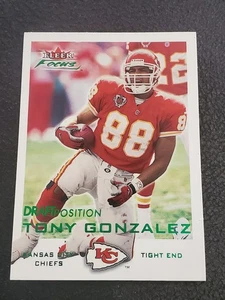 FLEER
Focus
88
DRAFT POSITION
TONY GONZALEZ
KANSAS CITY
CHIEFS
KC
TIGHT END